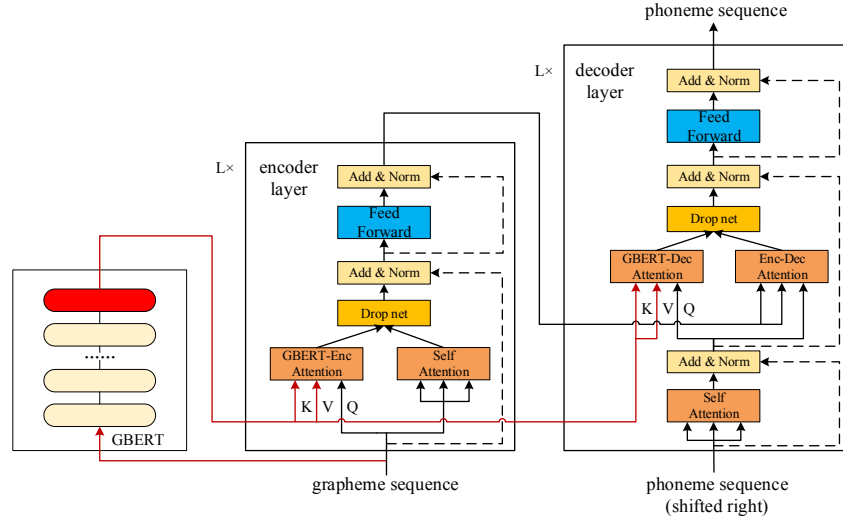 phoneme sequence
L×
decoder
layer
Add & Norm
Feed
Forward
Add & Norm
Drop net
GBERT-Dec
Attention
Enc-Dec
Attention
K V Q
Add & Norm
Self
Attention
phoneme sequence
(shifted right)
L×
encoder
layer
Add & Norm
Feed
Forward
Add & Norm
Drop net
GBERT-Enc
Attention
Self
Attention
K V Q
grapheme sequence
......
GBERT